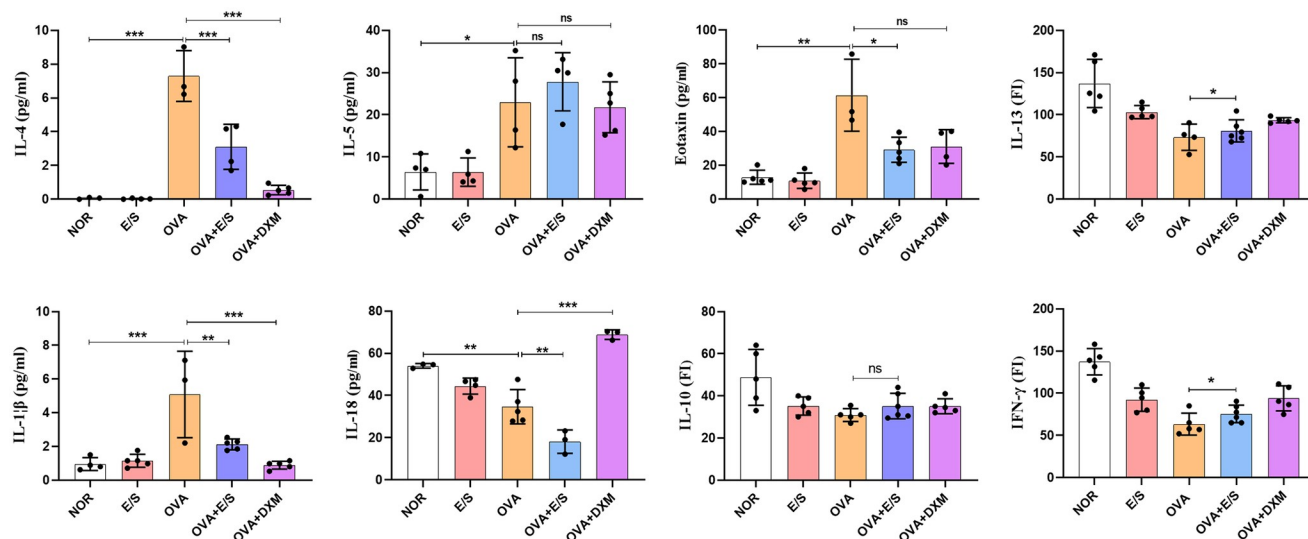 IL-4 (pg/ml)
10
8
6
4
2
0
***
***
***
NOR
E/S
OVA
OVA+E/S
OVA+DXM
IL-5 (pg/ml)
40
30
20
10
0
*
ns
ns
NOR
E/S
OVA
OVA+E/S
OVA+DXM
Eotaxin (pg/ml)
100
80
60
40
20
0
**
*
ns
NOR
E/S
OVA
OVA+E/S
OVA+DXM
IL-13 (FI)
200
150
100
50
0
*
NOR
E/S
OVA
OVA+E/S
OVA+DXM
IL-1¦β (pg/ml)
10
8
6
4
2
0
***
**
***
NOR
E/S
OVA
OVA+E/S
OVA+DXM
IL-18 (pg/ml)
80
60
40
20
0
**
**
***
NOR
E/S
OVA
OVA+E/S
OVA+DXM
IL-10 (FI)
80
60
40
20
0
ns
NOR
E/S
OVA
OVA+E/S
OVA+DXM
IFN-γ (FI)
200
150
100
50
0
*
NOR
E/S
OVA
OVA+E/S
OVA+DXM